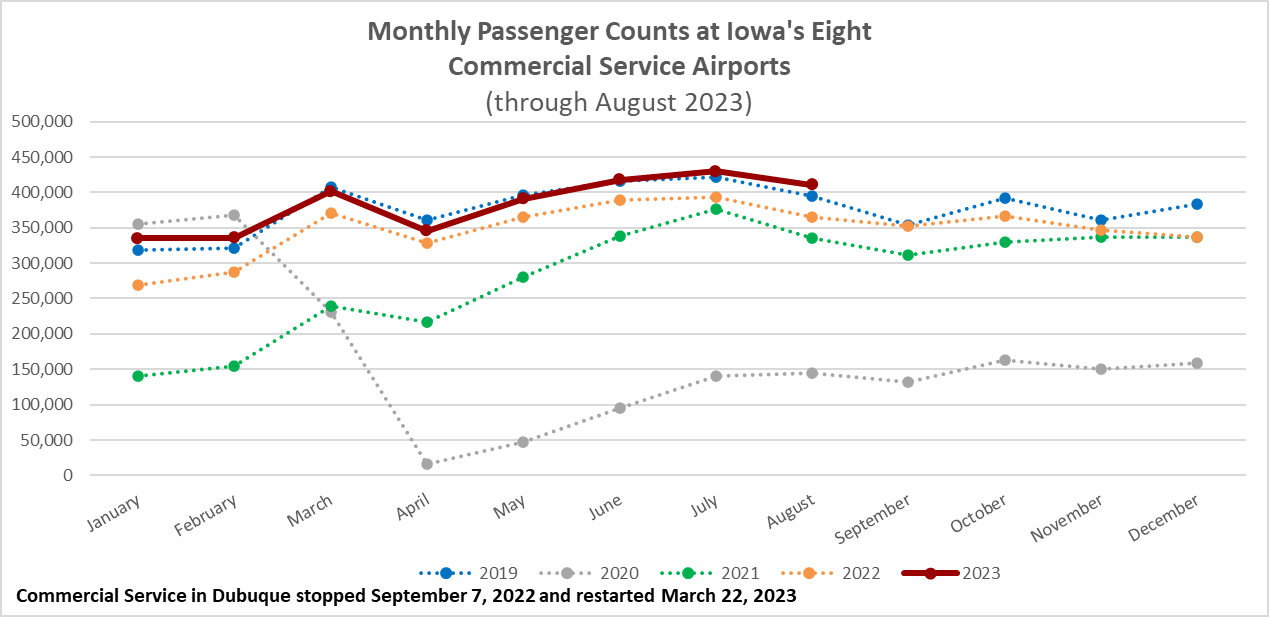 Monthly Passenger Counts at Iowa's Eight
Commercial Service Airports
(through August 2023)
500,000
450,000
400,000
350,000
300,000
250,000
200,000
150,000
100,000
50,000
0
January
February
March
April
May
June
July
August
September
October
November
December
2019
2020
2021
2022
2023
Commercial Service in Dubuque stopped September 7, 2022 and restarted March 22, 2023